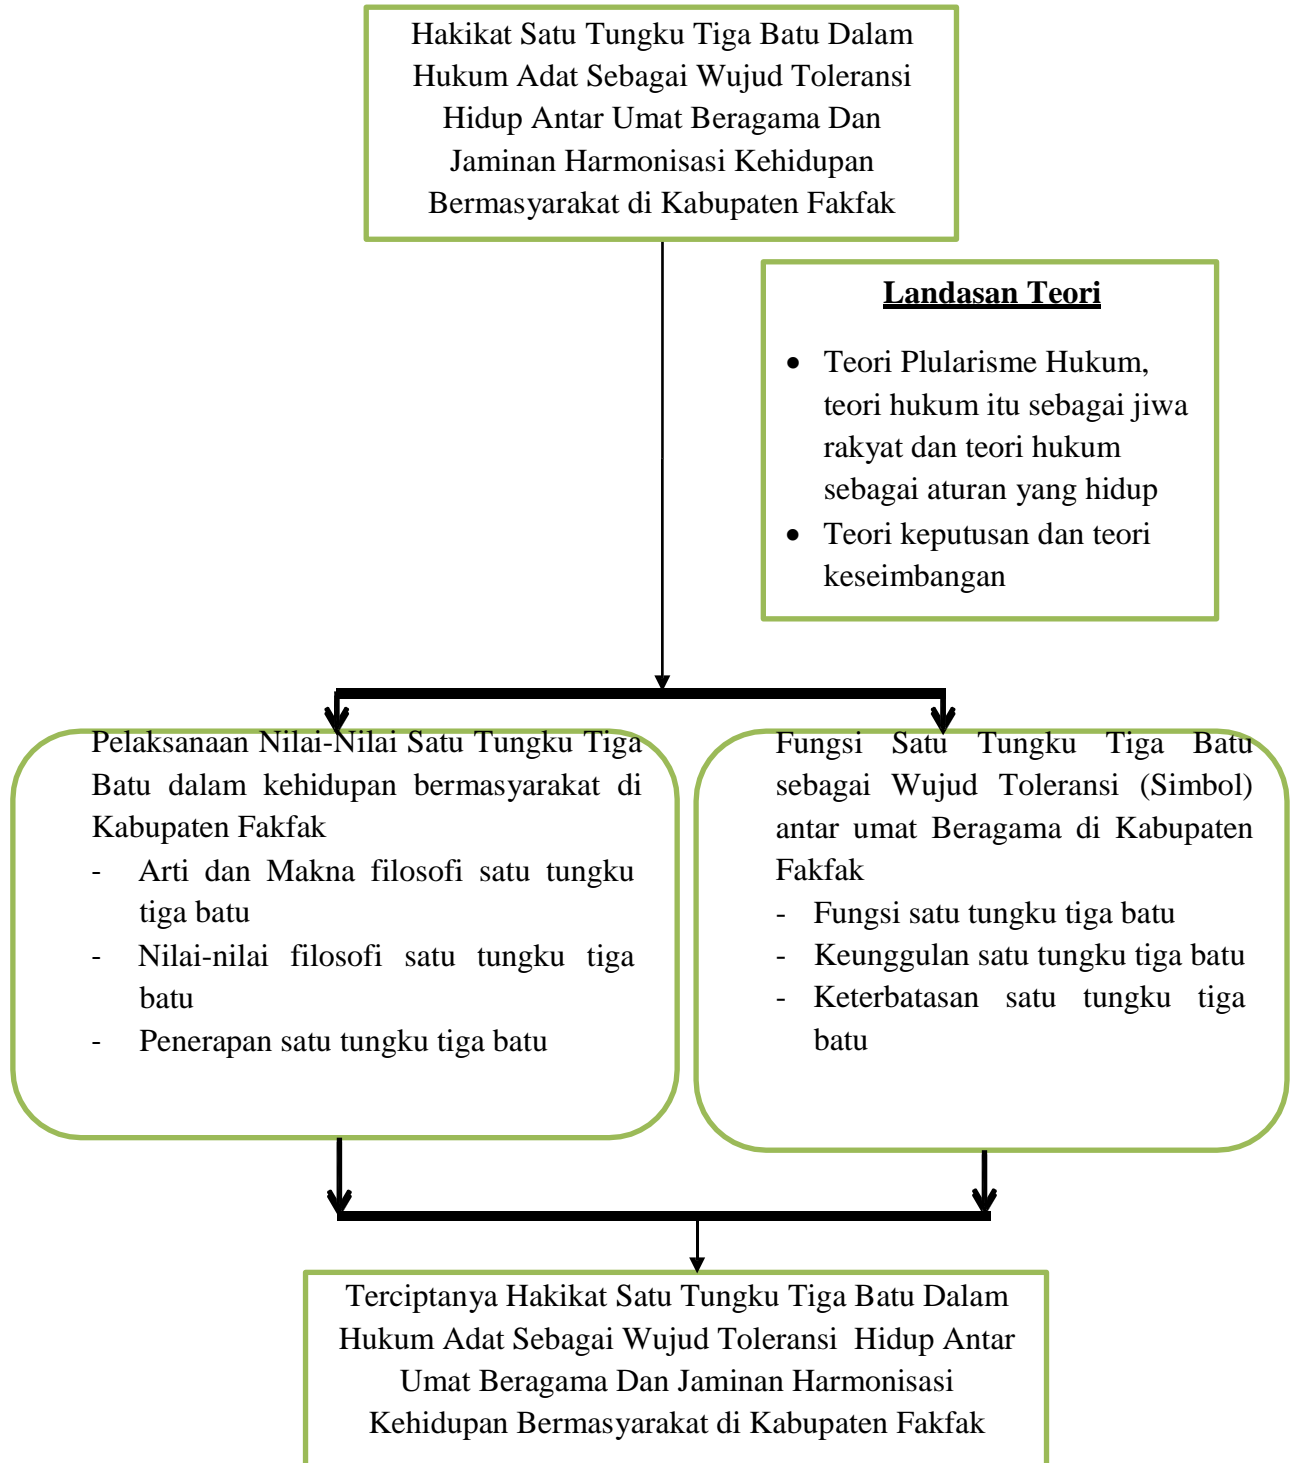 Hakikat Satu Tungku Tiga Batu Dalam
Hukum Adat Sebagai Wujud Toleransi
Hidup Antar Umat Beragama Dan
Jaminan Harmonisasi Kehidupan
Bermasyarakat di Kabupaten Fakfak
Landasan Teori
• Teori Plularisme Hukum,
teori hukum itu sebagai jiwa
rakyat dan teori hukum
sebagai aturan yang hidup
• Teori keputusan dan teori
keseimbangan
Pelaksanaan Nilai-Nilai Satu Tungku Tiga
Batu dalam kehidupan bermasyarakat di
Kabupaten Fakfak
- Arti dan Makna filosofi satu tungku
tiga batu
- Nilai-nilai filosofi satu tungku tiga
batu
- Penerapan satu tungku tiga batu
Fungsi Satu Tungku Tiga Batu
sebagai Wujud Toleransi (Simbol)
antar umat Beragama di Kabupaten
Fakfak
- Fungsi satu tungku tiga batu
- Keunggulan satu tungku tiga batu
- Keterbatasan satu tungku tiga
batu
Terciptanya Hakikat Satu Tungku Tiga Batu Dalam
Hukum Adat Sebagai Wujud Toleransi Hidup Antar
Umat Beragama Dan Jaminan Harmonisasi
Kehidupan Bermasyarakat di Kabupaten Fakfak